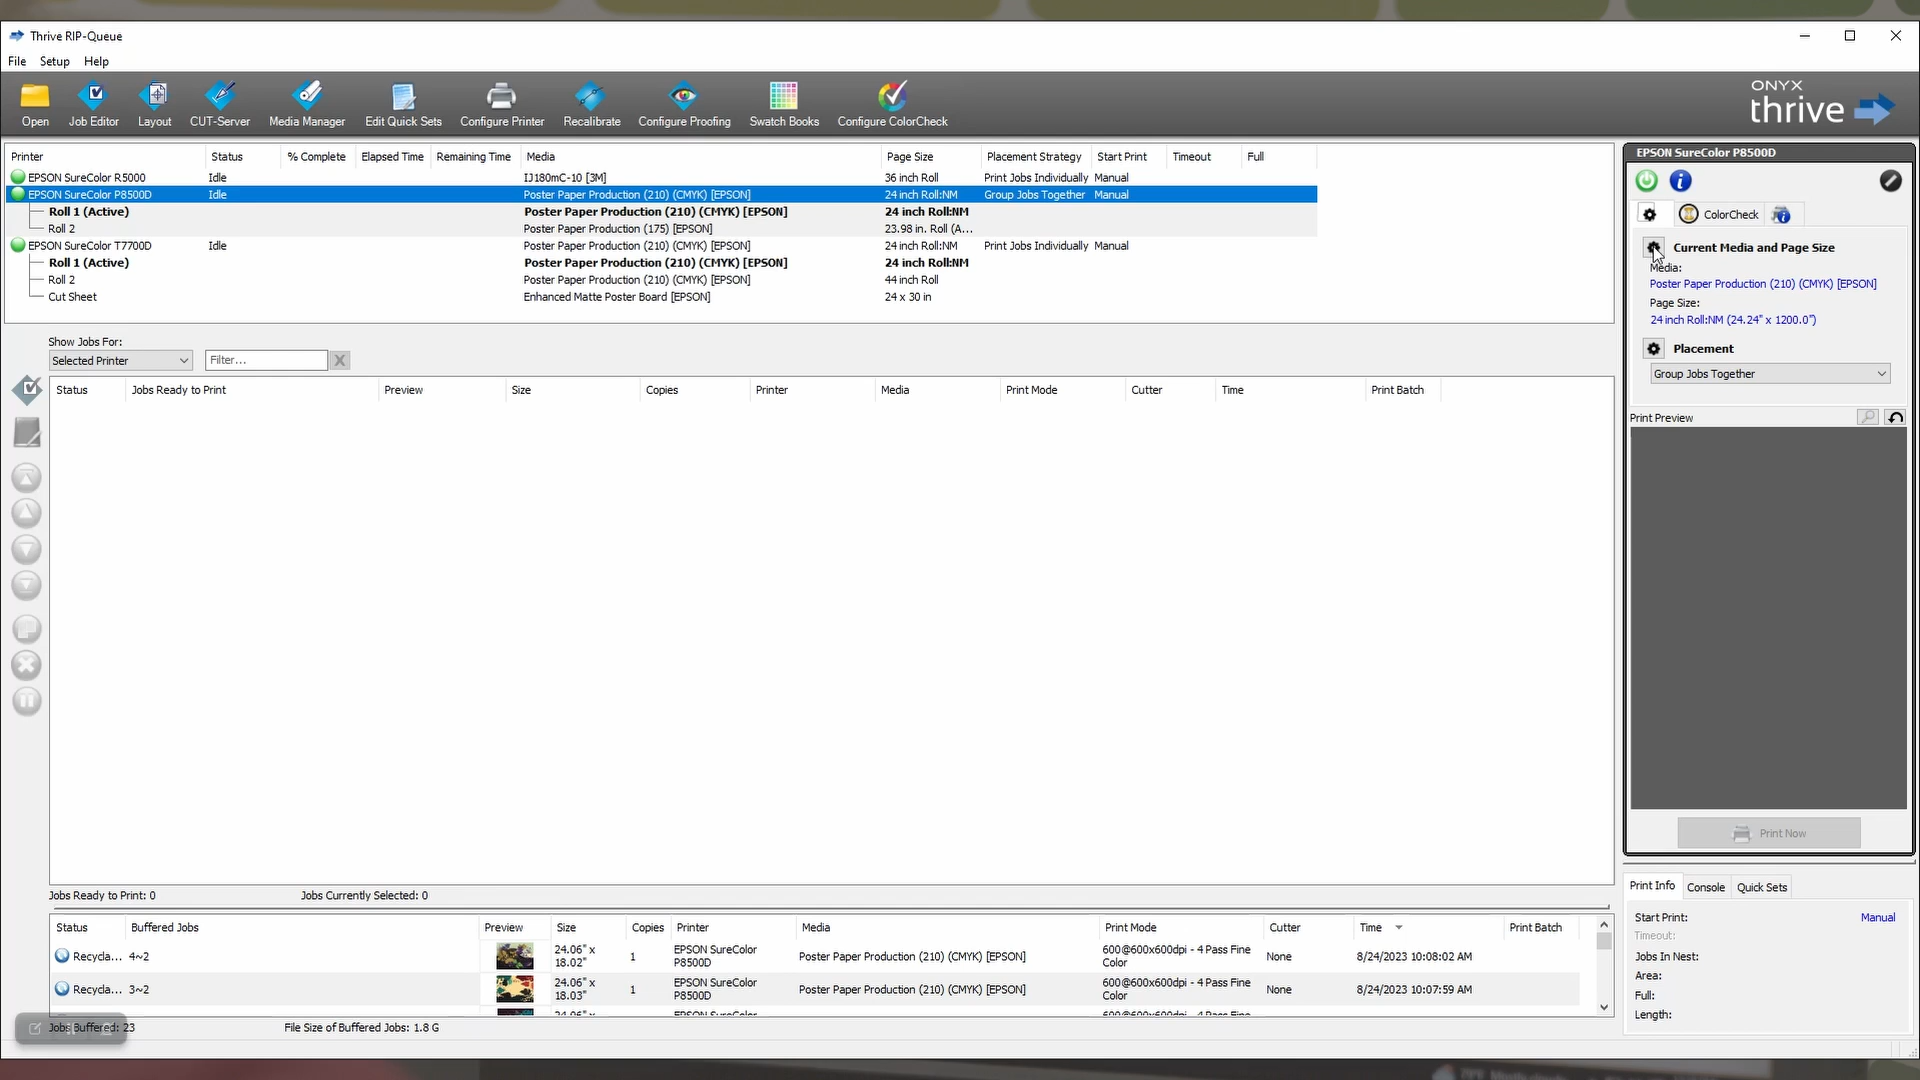 Thrive RIP-Queue
File Setup Help
Open Job Editor Layout CUT-Server Media Manager Edit Quick Sets Configure Printer Recalibrate Configure Proofing Swatch Books Configure ColorCheck
ONYX
thrive
Printer Status % Complete Elapsed Time Remaining Time Media Page Size Placement Strategy Start Print Timeout Full
EPSON SureColor R5000 Idle IJ180mC-10 [3M] 36 inch Roll Print Jobs Individually Manual
EPSON SureColor P8500D Idle Poster Paper Production (210) (CMYK) [EPSON] 24 inch Roll:NM Group Jobs Together Manual
Roll 1 (Active) Poster Paper Production (210) (CMYK) [EPSON] 24 inch Roll:NM
Roll 2 Poster Paper Production (175) [EPSON] 23.98 in. Roll (A...
EPSON SureColor T7700D Idle Poster Paper Production (210) (CMYK) [EPSON] 24 inch Roll:NM Print Jobs Individually Manual
Roll 1 (Active) Poster Paper Production (210) (CMYK) [EPSON] 24 inch Roll:NM
Roll 2 Poster Paper Production (210) (CMYK) [EPSON] 44 inch Roll
Cut Sheet Enhanced Matte Poster Board [EPSON] 24 x 30 in
Show Jobs For:
Selected Printer Filter... X
Status Jobs Ready to Print Preview Size Copies Printer Media Print Mode Cutter Time Print Batch
Jobs Ready to Print: 0 Jobs Currently Selected: 0
Status Buffered Jobs Preview Size Copies Printer Media Print Mode Cutter Time Print Batch
Recycla... 4~2 24.06" x 18.02" 1 EPSON SureColor P8500D Poster Paper Production (210) (CMYK) [EPSON] 600@600x600dpi - 4 Pass Fine Color None 8/24/2023 10:08:02 AM
Recycla... 3~2 24.06" x 18.03" 1 EPSON SureColor P8500D Poster Paper Production (210) (CMYK) [EPSON] 600@600x600dpi - 4 Pass Fine Color None 8/24/2023 10:07:59 AM
Jobs Buffered: 23 File Size of Buffered Jobs: 1.8 G
EPSON SureColor P8500D
ColorCheck
Current Media and Page Size
Media:
Poster Paper Production (210) (CMYK) [EPSON]
Page Size:
24 inch Roll:NM (24.24" x 1200.0")
Placement
Group Jobs Together
Print Preview
Print Now
Print Info Console Quick Sets
Start Print: Manual
Timeout:
Jobs In Nest:
Area:
Full:
Length: